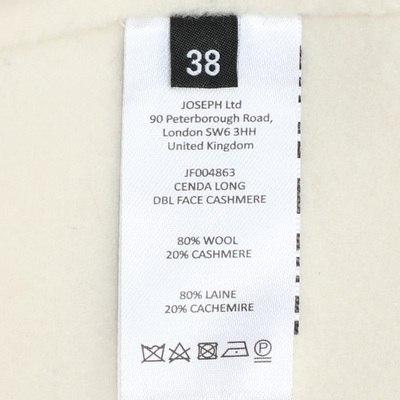 38
JOSEPH Ltd
90 Peterborough Road,
London SW6 3HH
United Kingdom
JF004863
CENDA LONG
DBL FACE CASHMERE
80% WOOL
20% CASHMERE
80% LAINE
20% CACHEMIRE
P